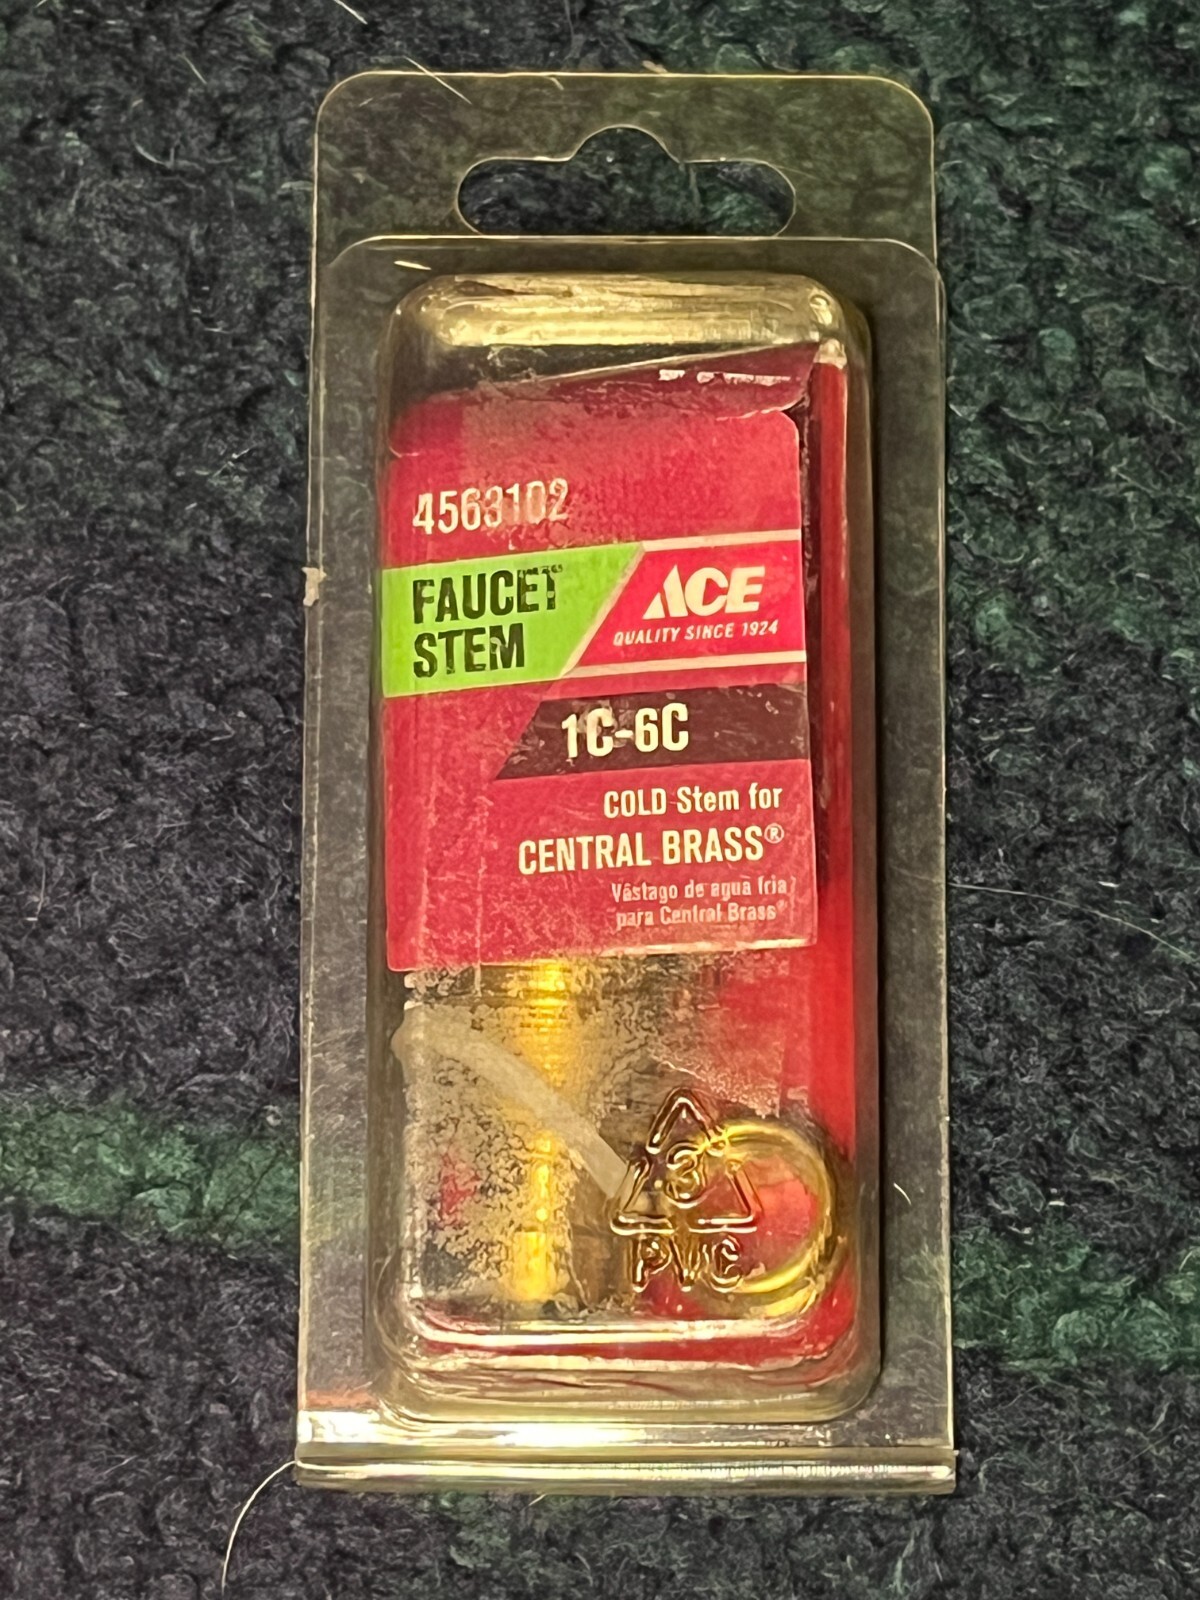 4563102
FAUCET
STEM
ACE
QUALITY SINCE 1924
1C-6C
COLD Stem for
CENTRAL BRASS®
Vástago de agua fría
para Central Brass®
3
PVC